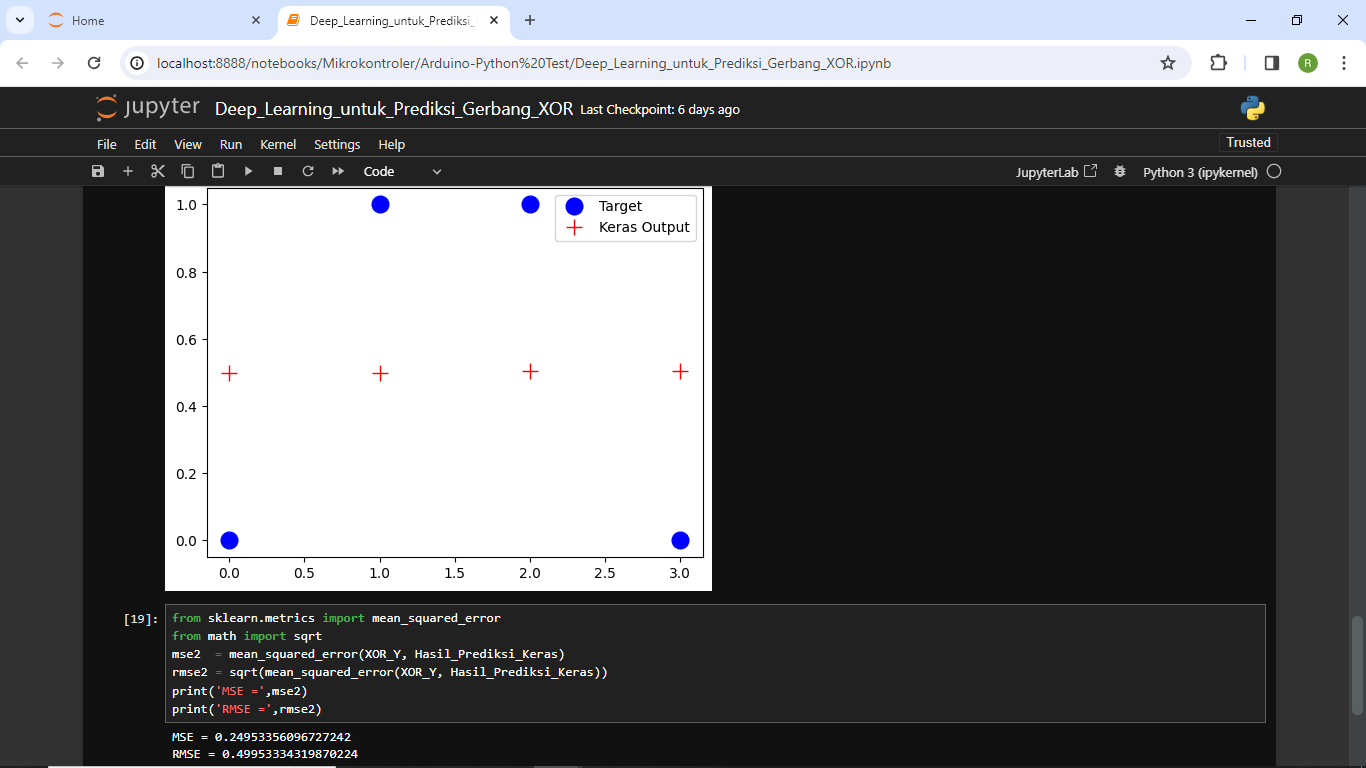 Home
Deep_Learning_untuk_Prediksi_
localhost:8888/notebooks/Mikrokontroler/Arduino-Python%20Test/Deep_Learning_untuk_Prediksi_Gerbang_XOR.ipynb
R
jupyter Deep_Learning_untuk_Prediksi_Gerbang_XOR Last Checkpoint: 6 days ago
File Edit View Run Kernel Settings Help Trusted
Code JupyterLab Python 3 (ipykernel)
1.0
Target
Keras Output
0.8
0.6
0.4
0.2
0.0
0.0 0.5 1.0 1.5 2.0 2.5 3.0
[19]: from sklearn.metrics import mean_squared_error
from math import sqrt
mse2 = mean_squared_error(XOR_Y, Hasil_Prediksi_Keras)
rmse2 = sqrt(mean_squared_error(XOR_Y, Hasil_Prediksi_Keras))
print('MSE =',mse2)
print('RMSE =',rmse2)
MSE = 0.24953356096727242
RMSE = 0.49953334319870224